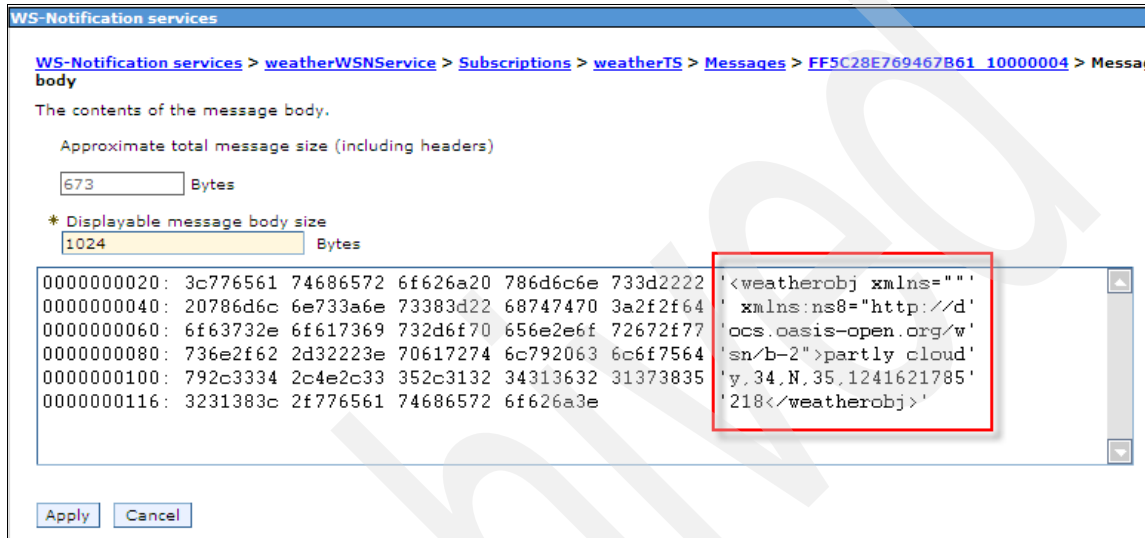 WS-Notification services
WS-Notification services > weatherWSNService > Subscriptions > weatherTS > Messages > FF5C28E769467B61_10000004 > Messa
body
The contents of the message body.
Approximate total message size (including headers)
673 Bytes
* Displayable message body size
1024 Bytes
0000000020: 3c776561 74686572 6f626a20 786d6c6e 733d2222 '<weatherobj xmlns=""'
0000000040: 20786d6c 6e733a6e 73383d22 68747470 3a2f2f64 ' xmlns:ns8="http://d'
0000000060: 6f63732e 6f617369 732d6f70 656e2e6f 72672f77 'ocs.oasis-open.org/w'
0000000080: 736e2f62 2d32223e 70617274 6c792063 6c6f7564 'sn/b-2">partly cloud'
0000000100: 792c3334 2c4e2c33 352c3132 34313632 31373835 'y,34,N,35,1241621785'
0000000116: 3231383c 2f776561 74686572 6f626a3e '218</weatherobj>'
Apply Cancel